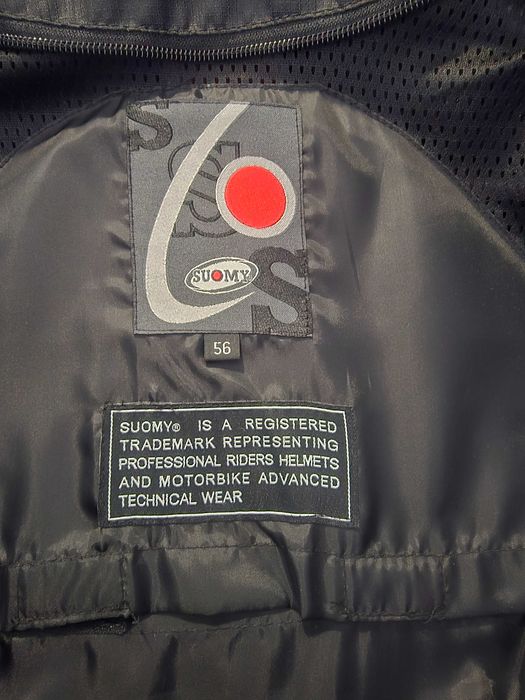 S
S
S
SUOMY
56
SUOMY® IS A REGISTERED
TRADEMARK REPRESENTING
PROFESSIONAL RIDERS HELMETS
AND MOTORBIKE ADVANCED
TECHNICAL WEAR